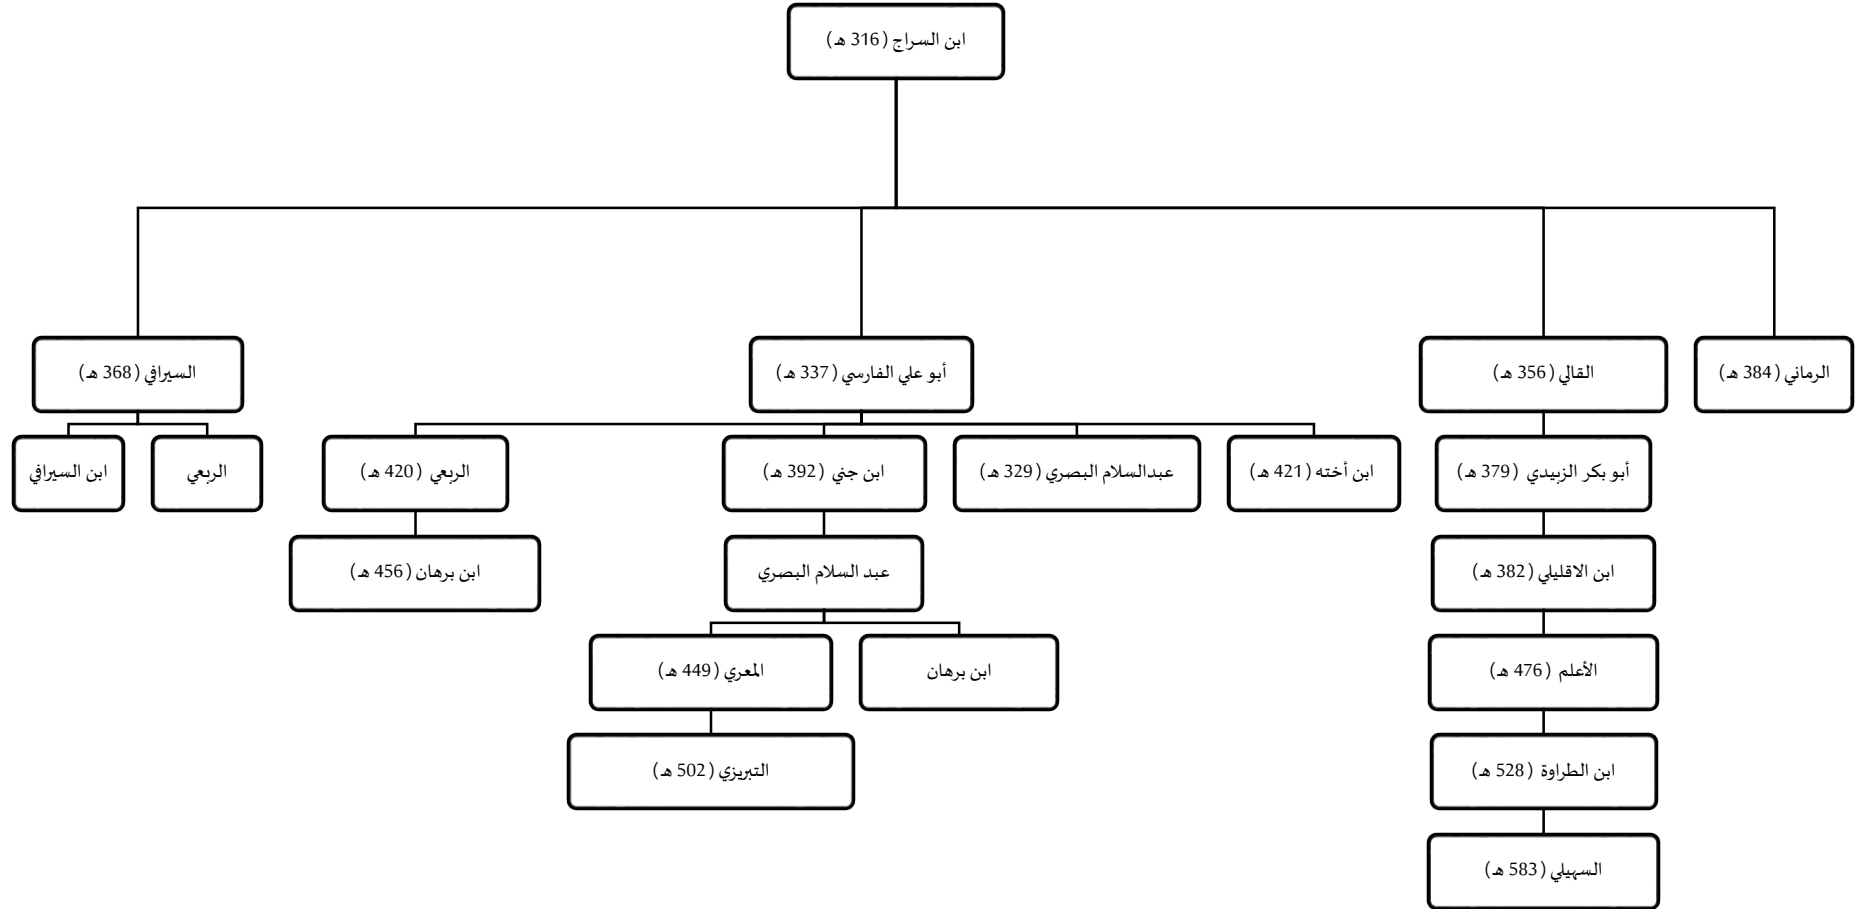 ابن السراج (316 هـ)
الرماني (384 هـ)
القالي (356 هـ)
أبو علي الفارسي (337 هـ)
السيرافي (368 هـ)
أبو بكر الزبيدي (379 هـ)
ابن أخته (421 هـ)
عبدالسلام البصري (329 هـ)
ابن جني (392 هـ)
الربعي (420 هـ)
الربعي
ابن السيرافي
ابن الاقليلي (382 هـ)
عبد السلام البصري
ابن برهان (456 هـ)
الأعلم (476 هـ)
ابن برهان
المعري (449 هـ)
ابن الطراوة (528 هـ)
التبريزي (502 هـ)
السهيلي (583 هـ)